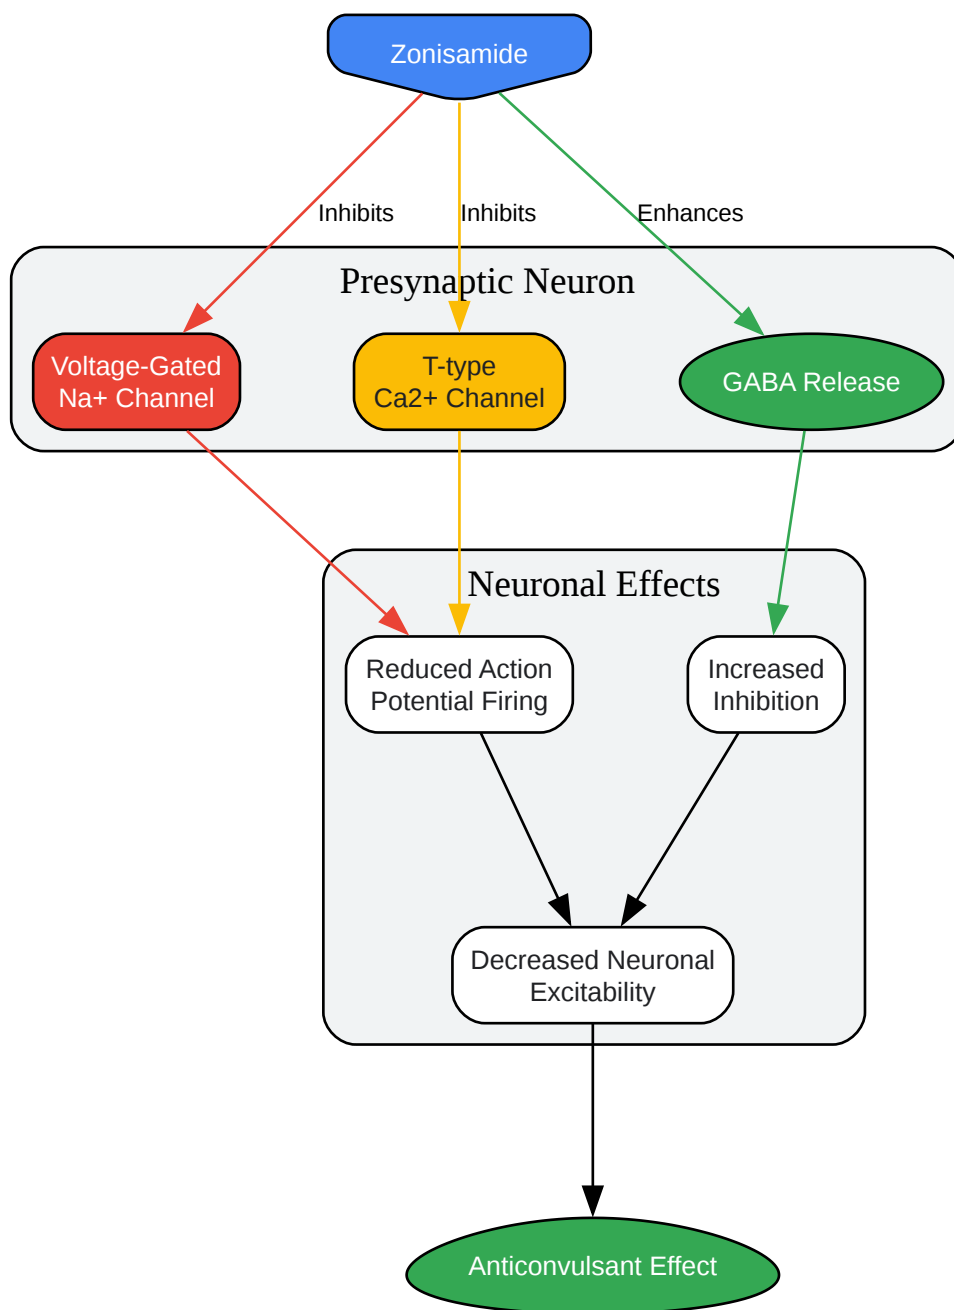 Zonisamide
Inhibits
Inhibits
Enhances
Presynaptic Neuron
Voltage-Gated
Na+ Channel
T-type
Ca2+ Channel
GABA Release
Neuronal Effects
Reduced Action
Potential Firing
Increased
Inhibition
Decreased Neuronal
Excitability
Anticonvulsant Effect